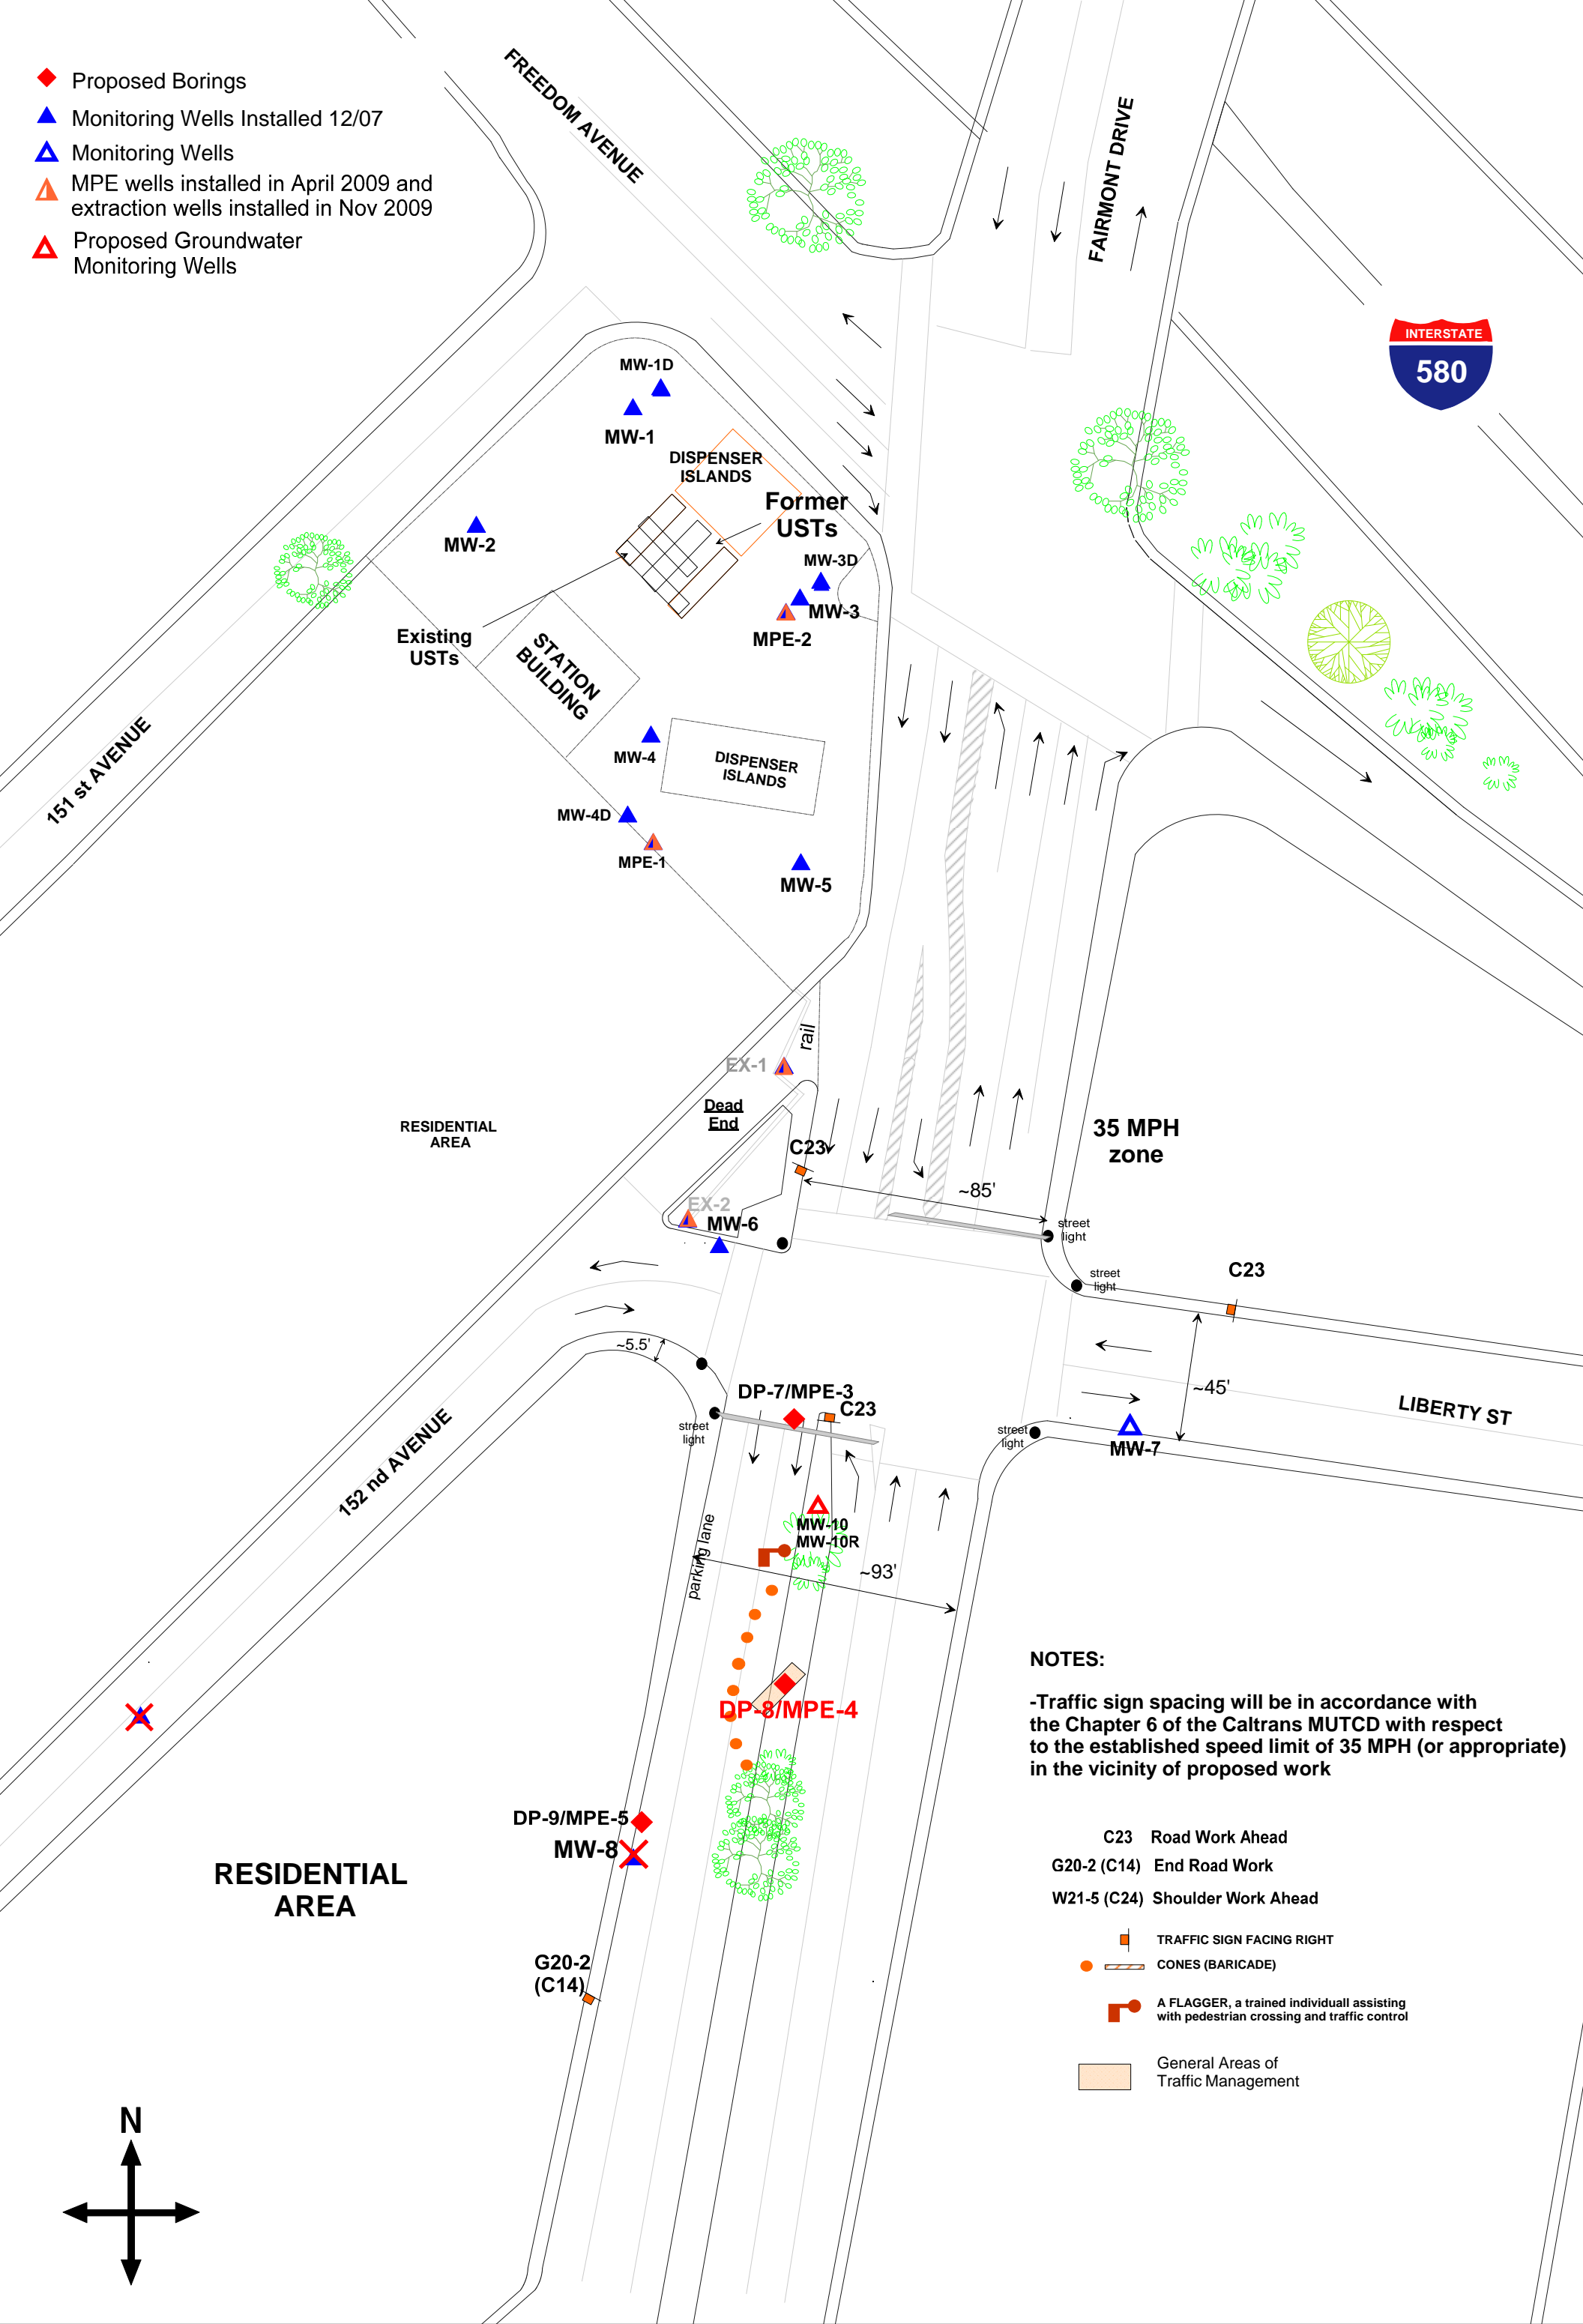 FREEDOM AVENUE
FAIRMONT DRIVE
Proposed Borings
Monitoring Wells Installed 12/07
Monitoring Wells
MPE wells installed in April 2009 and
extraction wells installed in Nov 2009
Proposed Groundwater
Monitoring Wells
INTERSTATE
580
MW-1D
MW-1
DISPENSER
ISLANDS
Former
USTs
MW-2
MW-3D
MW-3
MPE-2
Existing
USTs
STATION
BUILDING
151 st AVENUE
MW-4
DISPENSER
ISLANDS
MW-4D
MPE-1
MW-5
rail
EX-1
Dead
End
RESIDENTIAL
AREA
35 MPH
zone
C23
~85'
EX-2
MW-6
street
light
street
light
C23
~5.5'
~45'
DP-7/MPE-3
C23
LIBERTY ST
street
light
street
light
MW-7
152 nd AVENUE
MW-10
MW-10R
parking lane
~93'
NOTES:
-Traffic sign spacing will be in accordance with
the Chapter 6 of the Caltrans MUTCD with respect
to the established speed limit of 35 MPH (or appropriate)
in the vicinity of proposed work
DP-8/MPE-4
DP-9/MPE-5
MW-8
RESIDENTIAL
AREA
C23 Road Work Ahead
G20-2 (C14) End Road Work
W21-5 (C24) Shoulder Work Ahead
TRAFFIC SIGN FACING RIGHT
CONES (BARICADE)
A FLAGGER, a trained individuall assisting
with pedestrian crossing and traffic control
General Areas of
Traffic Management
G20-2
(C14)
N